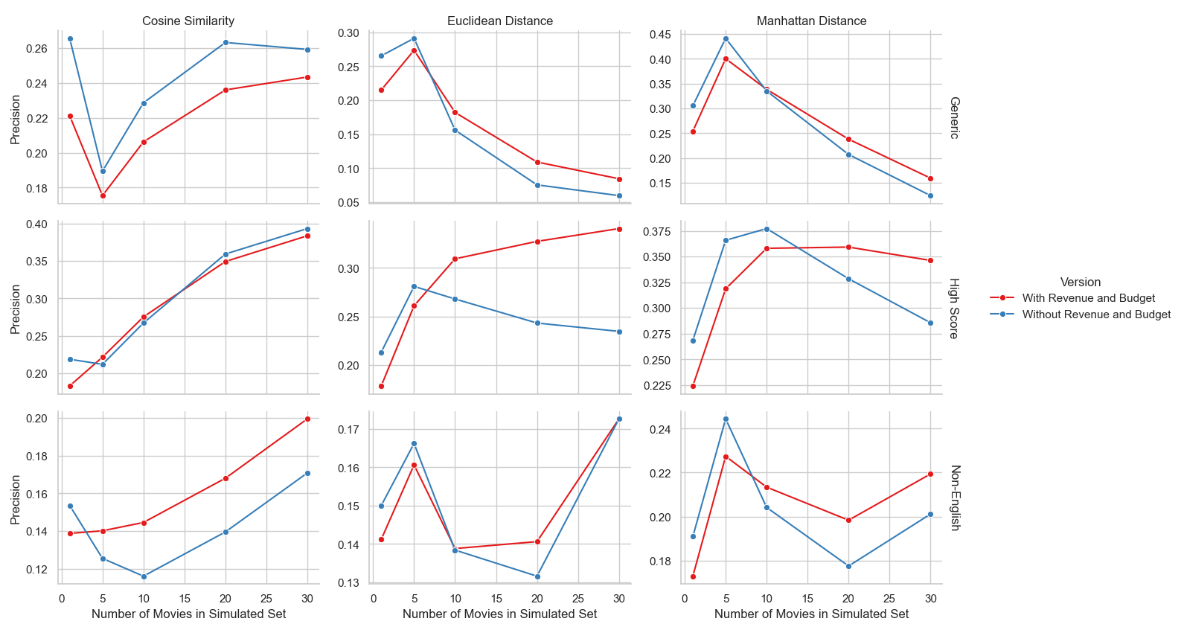 Cosine Similarity
Euclidean Distance
Manhattan Distance
0.26
0.24
0.22
0.20
0.18
Precision
0.30
0.25
0.20
0.15
0.10
0.05
0.45
0.40
0.35
0.30
0.25
0.20
0.15
Generic
0.40
0.35
0.30
0.25
0.20
Precision
0.30
0.25
0.20
0.375
0.350
0.325
0.300
0.275
0.250
0.225
High Score
Version
With Revenue and Budget
Without Revenue and Budget
0.20
0.18
0.16
0.14
0.12
Precision
0 5 10 15 20 25 30
Number of Movies in Simulated Set
0.17
0.16
0.15
0.14
0.13
0 5 10 15 20 25 30
Number of Movies in Simulated Set
0.24
0.22
0.20
0.18
0 5 10 15 20 25 30
Number of Movies in Simulated Set
Non-English